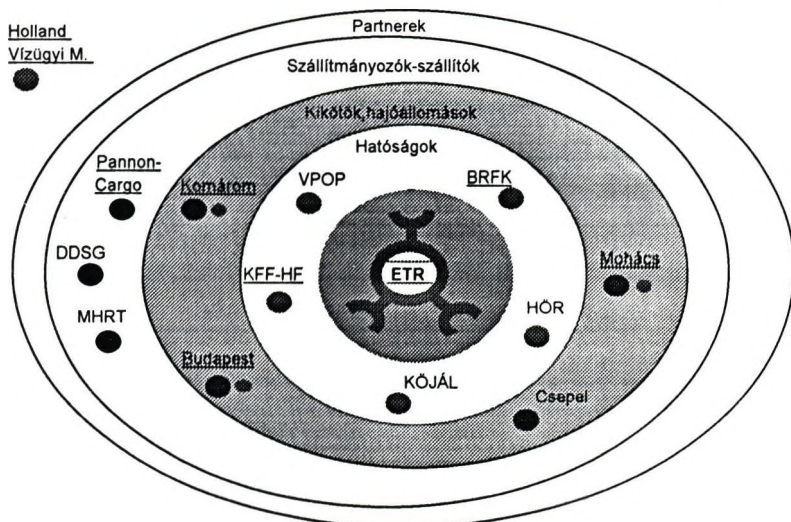 Partnerek
Holland
Vízügyi M.
Szállítmányozók-szállítók
Kikötők,hajóállomások
Hatóságok
Pannon-
Cargo
Komárom
VPOP
BRFK
DDSG
KFF-HF
ETR
Mohács
MHRT
HÖR
Budapest
KÖJÁL
Csepel